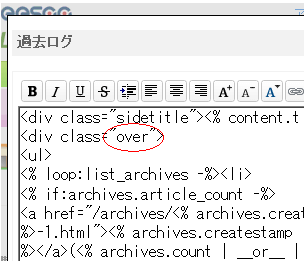 過去ログ
B I U S A+ A- A
<div class="sidetitle"><% content.t
<div class="over">
<ul>
<% loop:list_archives -%><li>
<% if:archives.article_count -%>
<a href="/archives/<% archives.creat
%>-1.html"><% archives.createstamp
%></a>(<% archives.count | __or__ |